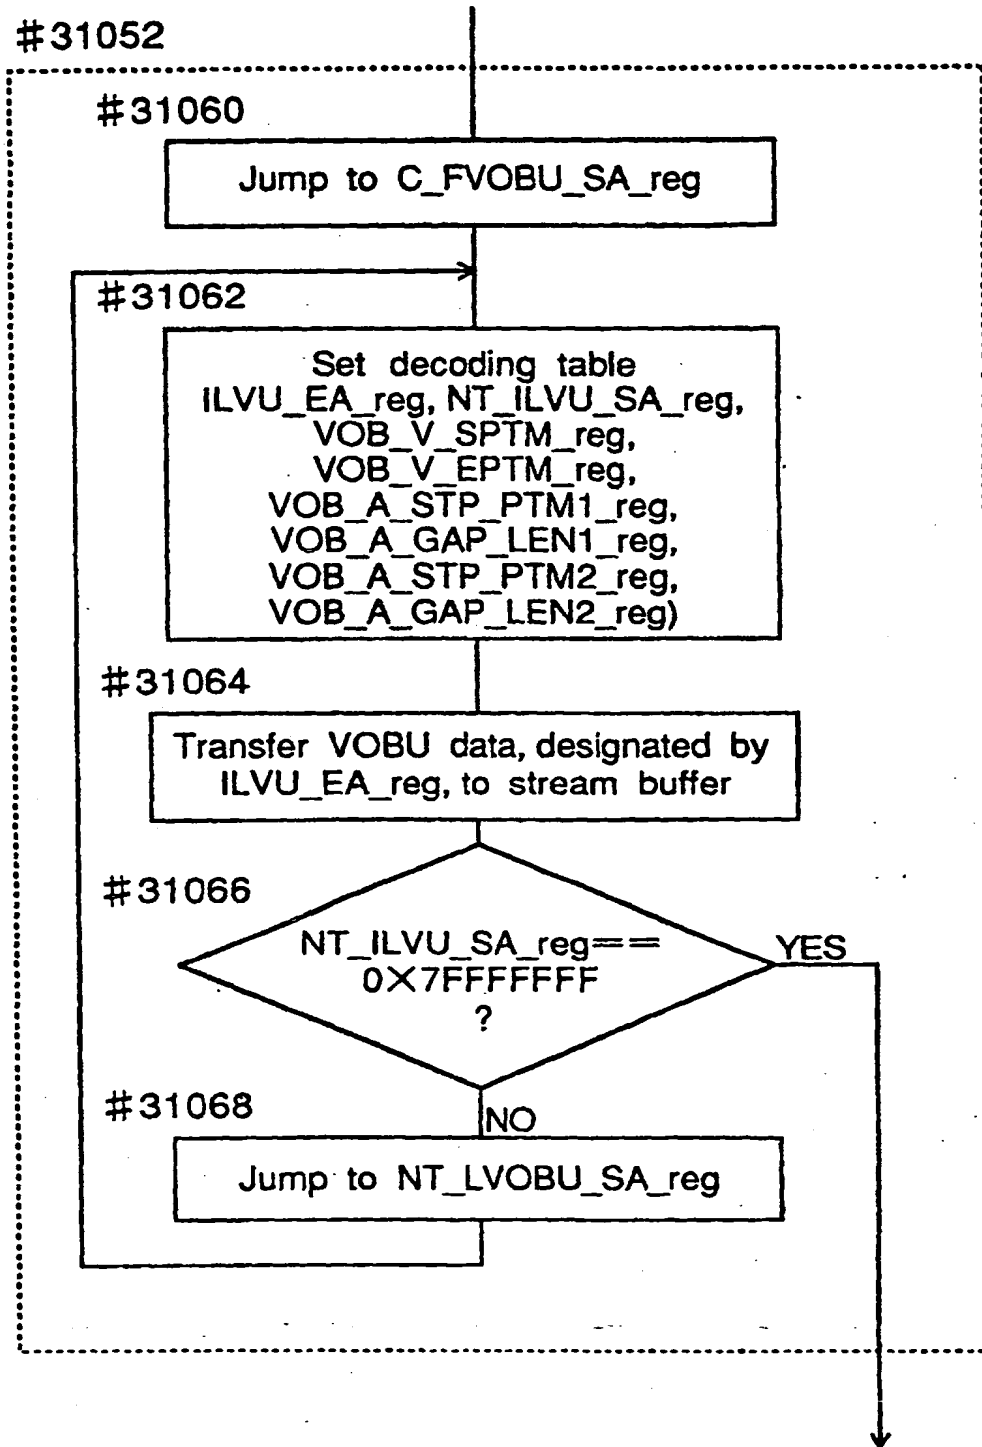 #31052
#31060
Jump to C_FVOBU_SA_reg
#31062
Set decoding table
ILVU_EA_reg, NT_ILVU_SA_reg,
VOB_V_SPTM_reg,
VOB_V_EPTM_reg,
VOB_A_STP_PTM1_reg,
VOB_A_GAP_LEN1_reg,
VOB_A_STP_PTM2_reg,
VOB_A_GAP_LEN2_reg)
#31064
Transfer VOBU data, designated by
ILVU_EA_reg, to stream buffer
#31066
NT_ILVU_SA_reg==
0X7FFFFFFF
?
YES
NO
#31068
Jump to NT_LVOBU_SA_reg